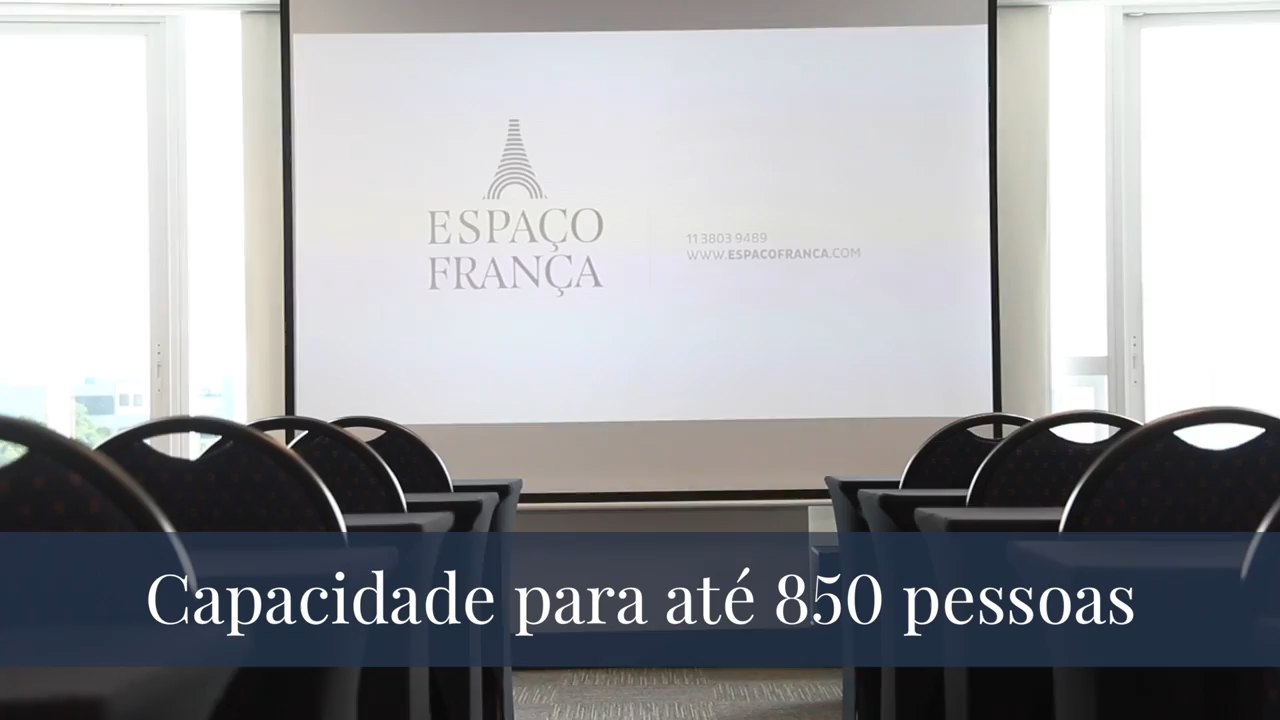 ESPAÇO
FRANÇA
11 3803 9489
WWW.ESPACOFRANCA.COM
Capacidade para até 850 pessoas